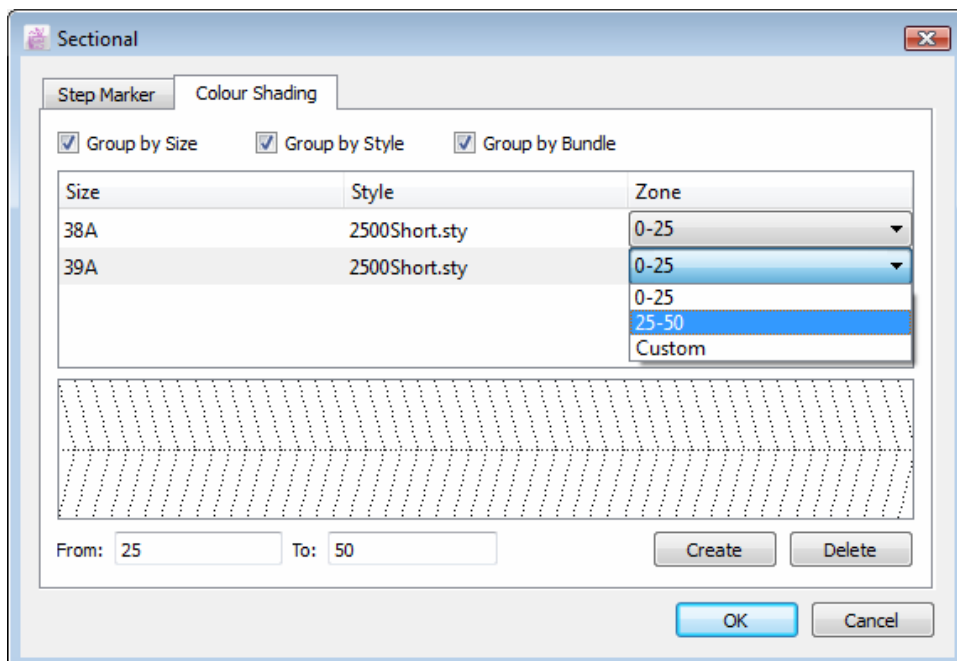 Sectional
Step Marker Colour Shading
Group by Size Group by Style Group by Bundle
Size Style Zone
38A 2500Short.sty 0-25
39A 2500Short.sty 0-25
0-25
25-50
Custom
From: 25 To: 50 Create Delete
OK Cancel